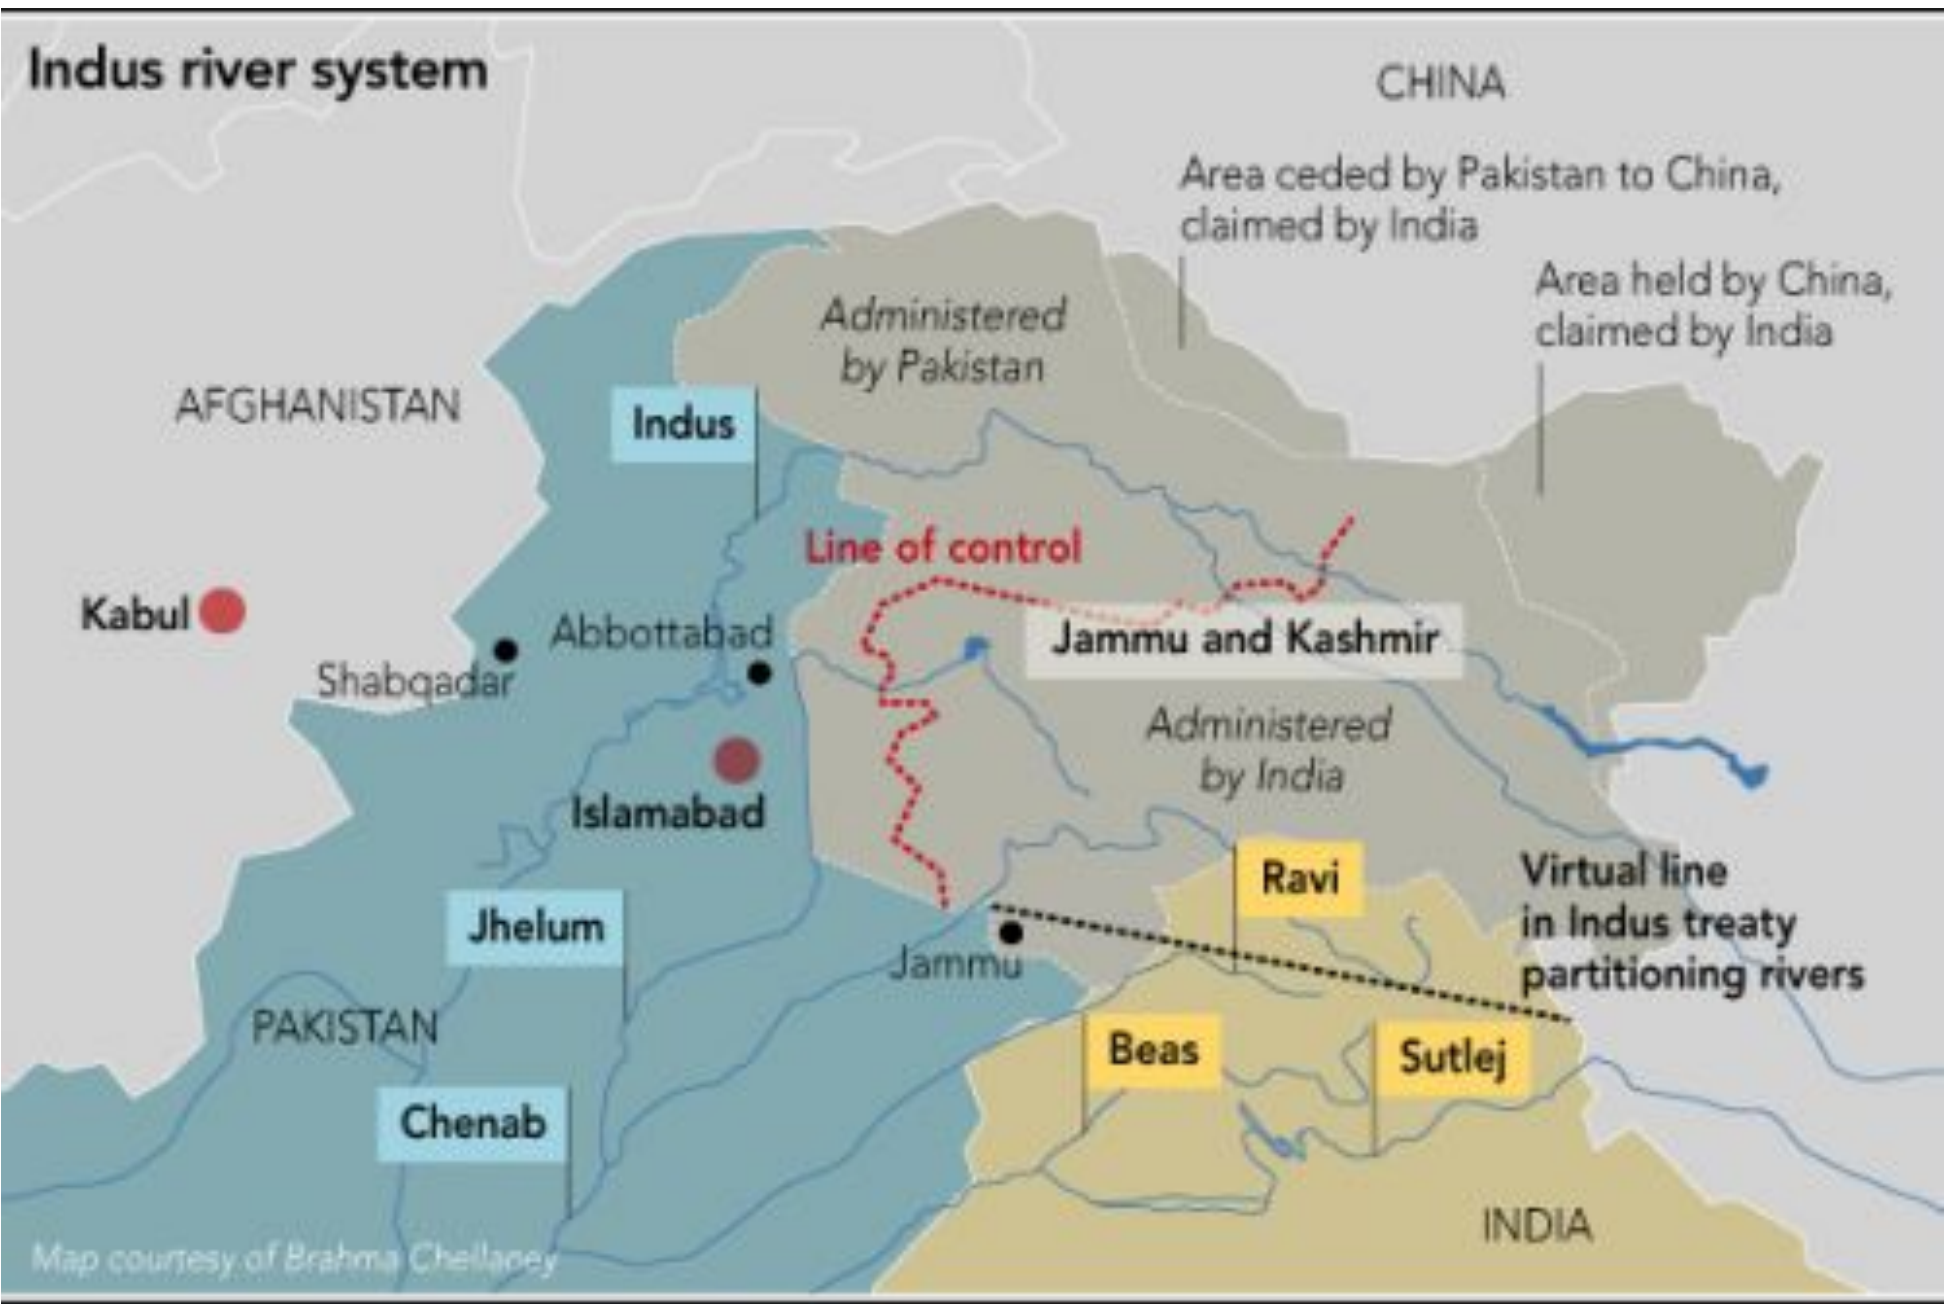 Indus river system
CHINA
Area ceded by Pakistan to China,
claimed by India
Area held by China,
claimed by India
Administered
by Pakistan
AFGHANISTAN
Indus
Line of control
Kabul
Abbottabad
Shabqadar
Jammu and Kashmir
Administered
by India
Islamabad
Ravi
Virtual line
in Indus treaty
partitioning rivers
Jhelum
Jammu
PAKISTAN
Beas
Sutlej
Chenab
INDIA
Map courtesy of Brahma Chellaney